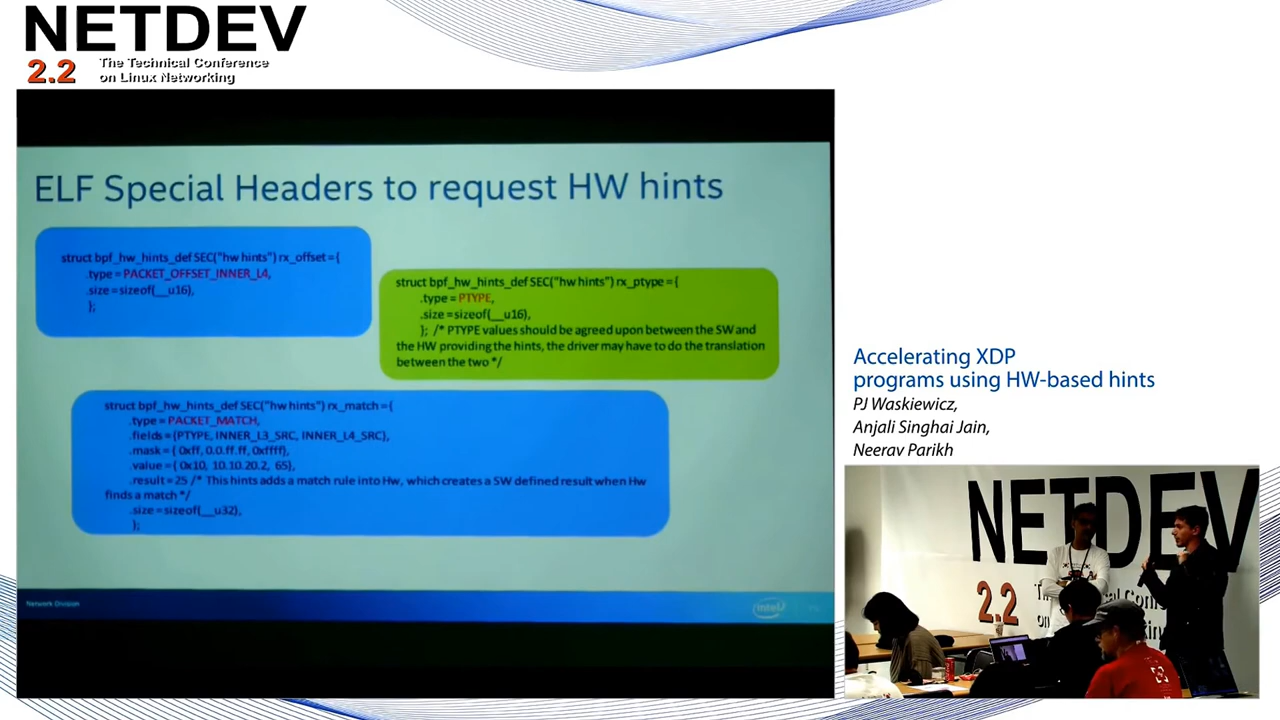 NETDEV
2.2
The Technical Conference
on Linux Networking
ELF Special Headers to request HW hints
struct bpf_hw_hints_def SEC("hw hints") rx_offset={
.type = PACKET_OFFSET_INNER_L4,
.size = sizeof(__u16),
};
struct bpf_hw_hints_def SEC("hw hints") rx_ptype={
.type = PTYPE,
.size = sizeof(__u16),
}; /* PTYPE values should be agreed upon between the SW and
the HW providing the hints, the driver may have to do the translation
between the two */
struct bpf_hw_hints_def SEC("hw hints") rx_match={
.type = PACKET_MATCH,
.fields = {PTYPE, INNER_L3_SRC, INNER_L4_SRC},
.mask = { 0xff, 0.0.ff.ff, 0xffff},
.value = { 0x10, 10.10.20.2, 65},
.result = 25 /* This hints adds a match rule into Hw, which creates a SW defined result when Hw
finds a match */
.size = sizeof(__u32),
};
Network Division
intel
Accelerating XDP
programs using HW-based hints
PJ Waskiewicz,
Anjali Singhai Jain,
Neerav Parikh
NETDEV
2.2